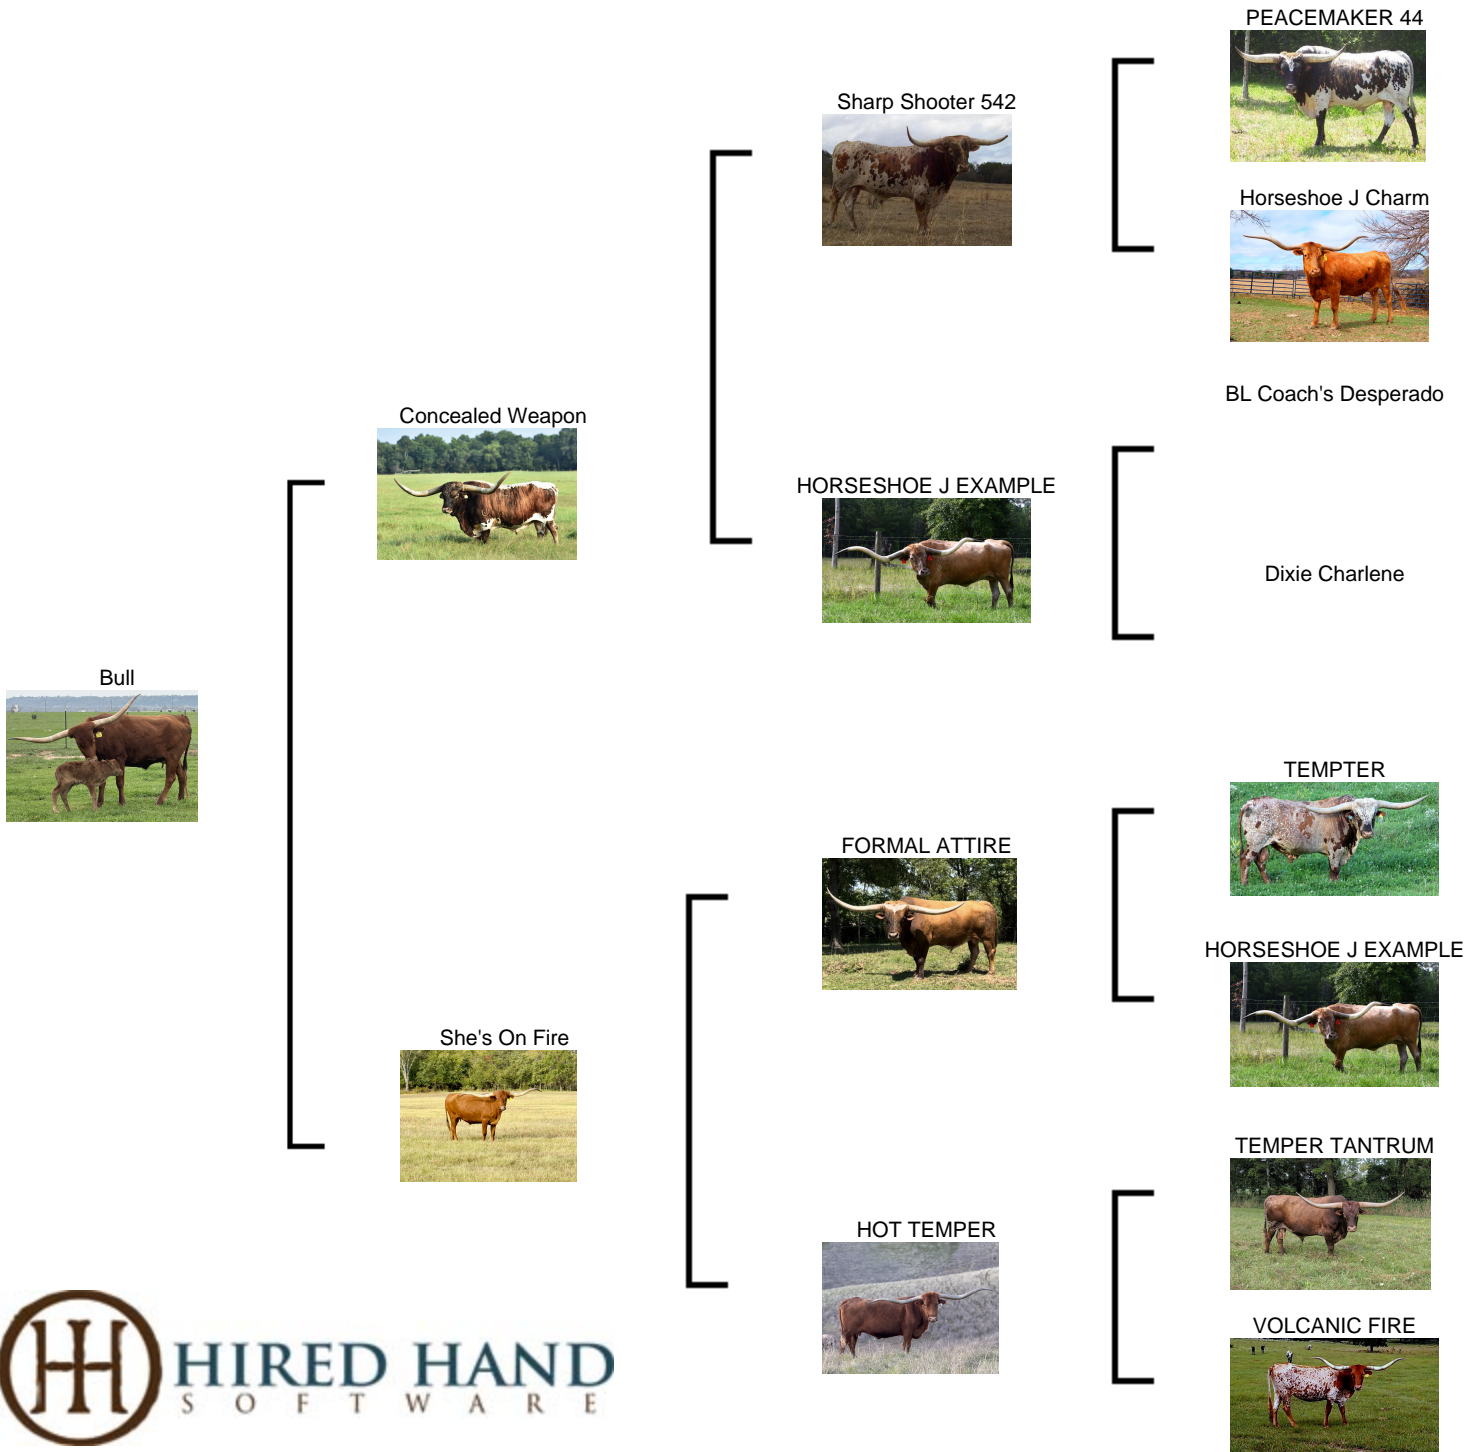 PEACEMAKER 44
Sharp Shooter 542
Horseshoe J Charm
BL Coach's Desperado
Concealed Weapon
HORSESHOE J EXAMPLE
Dixie Charlene
Bull
TEMPTER
FORMAL ATTIRE
HORSESHOE J EXAMPLE
She's On Fire
TEMPER TANTRUM
HOT TEMPER
VOLCANIC FIRE
HIRED HAND
SOFTWARE